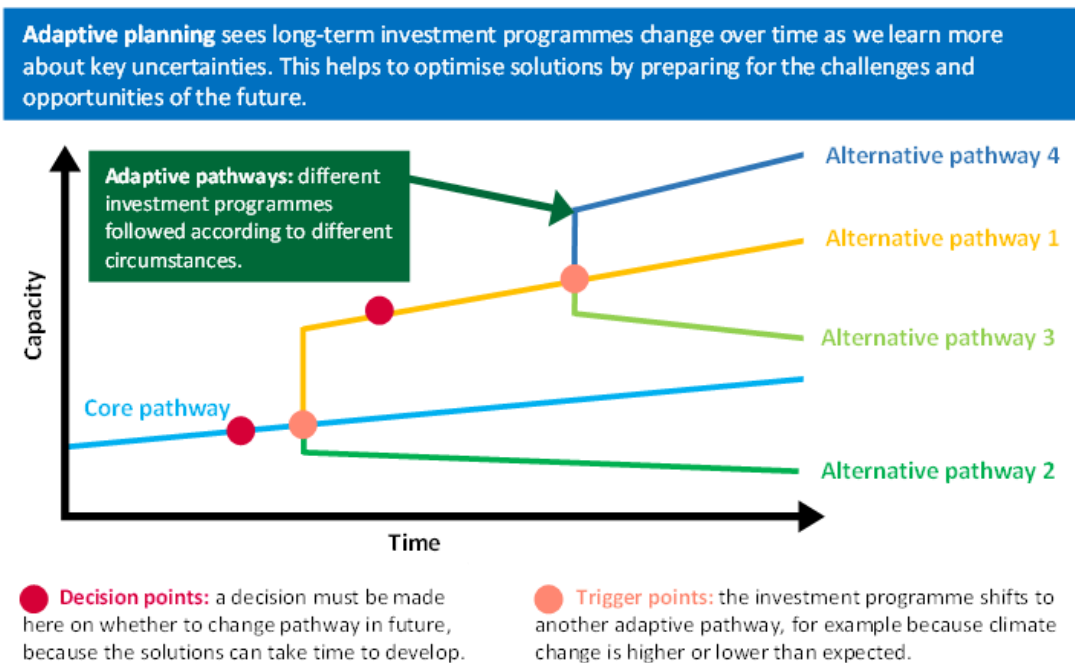 Adaptive planning sees long-term investment programmes change over time as we learn more
about key uncertainties. This helps to optimise solutions by preparing for the challenges and
opportunities of the future.
Adaptive pathways: different
investment programmes
followed according to different
circumstances.
Alternative pathway 4
Alternative pathway 1
Alternative pathway 3
Capacity
Core pathway
Alternative pathway 2
Time
Decision points: a decision must be made
here on whether to change pathway in future,
because the solutions can take time to develop.
Trigger points: the investment programme shifts to
another adaptive pathway, for example because climate
change is higher or lower than expected.